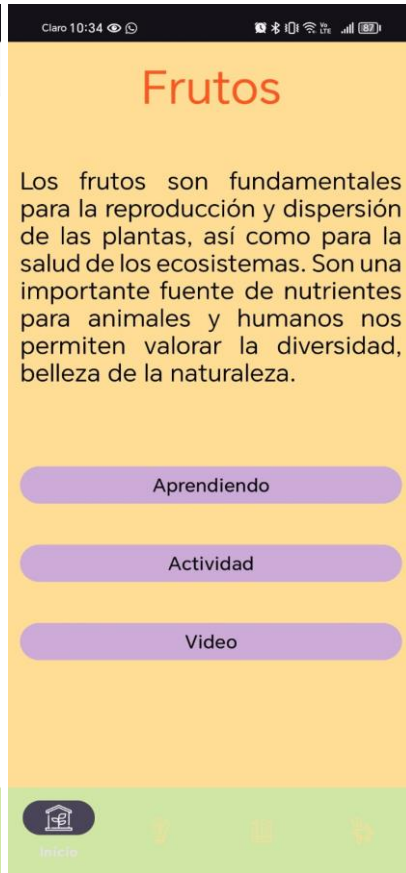 Claro 10:34
87
Frutos
Los frutos son fundamentales
para la reproducción y dispersión
de las plantas, así como para la
salud de los ecosistemas. Son una
importante fuente de nutrientes
para animales y humanos nos
permiten valorar la diversidad,
belleza de la naturaleza.
Aprendiendo
Actividad
Video
Inicio